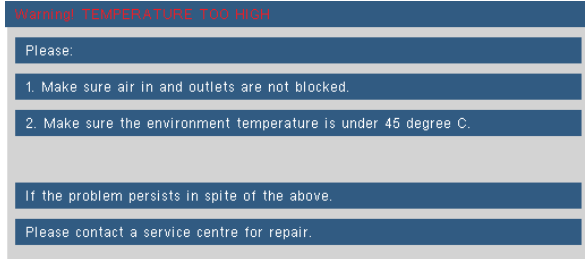 Warning! TEMPERATURE TOO HIGH
Please:
1. Make sure air in and outlets are not blocked.
2. Make sure the environment temperature is under 45 degree C.
If the problem persists in spite of the above.
Please contact a service centre for repair.